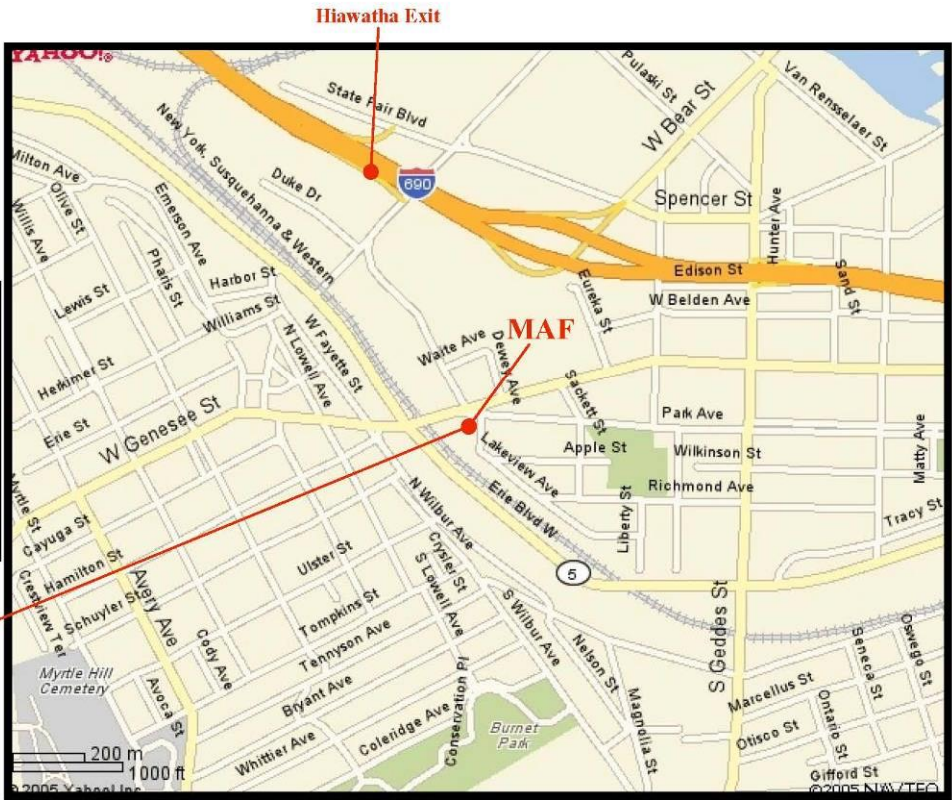 Hiawatha Exit
YAHOO!®
State Fair Blvd
Pulaski St
Van Rensselaer St
W Bear St
New York, Susquehanna & Western
Milton Ave
Olive St
Willis Ave
Emerson Ave
Duke Dr
690
Spencer St
Hunter Ave
Pharis St
Harbor St
Edison St
Sand St
Lewis St
Williams St
Eureka St
W Belden Ave
N Lowell Ave
W Fayette St
MAF
Waite Ave
Dewey Ave
Herkimer St
Sackett St
Park Ave
W Genesee St
Erie St
Apple St
Wilkinson St
Matty Ave
Lakeview Ave
Richmond Ave
Myrtle St
Erie Blvd W
N Wilbur Ave
Liberty St
Tracy St
Cayuga St
Hamilton St
Ulster St
Crysler St
S Lowell Ave
5
Crestview Ter
Schuyler St
Avery Ave
Tompkins St
S Wilbur Ave
S Geddes St
Cody Ave
Tennyson Ave
Nelson St
Seneca St
Oswego St
Myrtle Hill
Cemetery
Avoca St
Bryant Ave
Conservation Pl
Marcellus St
Ontario St
Coleridge Ave
Burnet
Park
Magnolia St
Otisco St
Whittier Ave
200 m
1000 ft
Gifford St
©2005 Yahoo! Inc
©2005 NAVTEQ